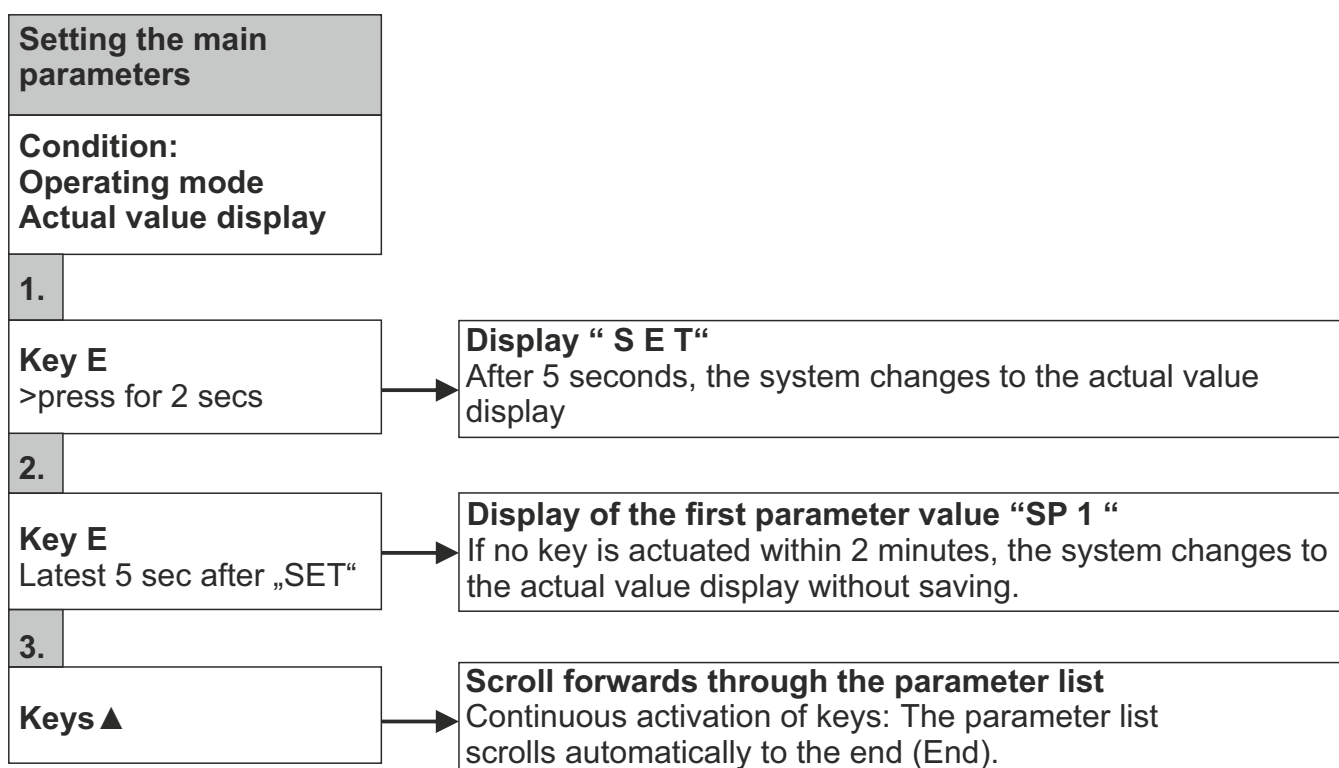 Setting the main
parameters
Condition:
Operating mode
Actual value display
1.
Key E
>press for 2 secs
Display “ S E T“
After 5 seconds, the system changes to the actual value
display
2.
Key E
Latest 5 sec after „SET“
Display of the first parameter value “SP 1 “
If no key is actuated within 2 minutes, the system changes to
the actual value display without saving.
3.
Keys▲
Scroll forwards through the parameter list
Continuous activation of keys: The parameter list
scrolls automatically to the end (End).